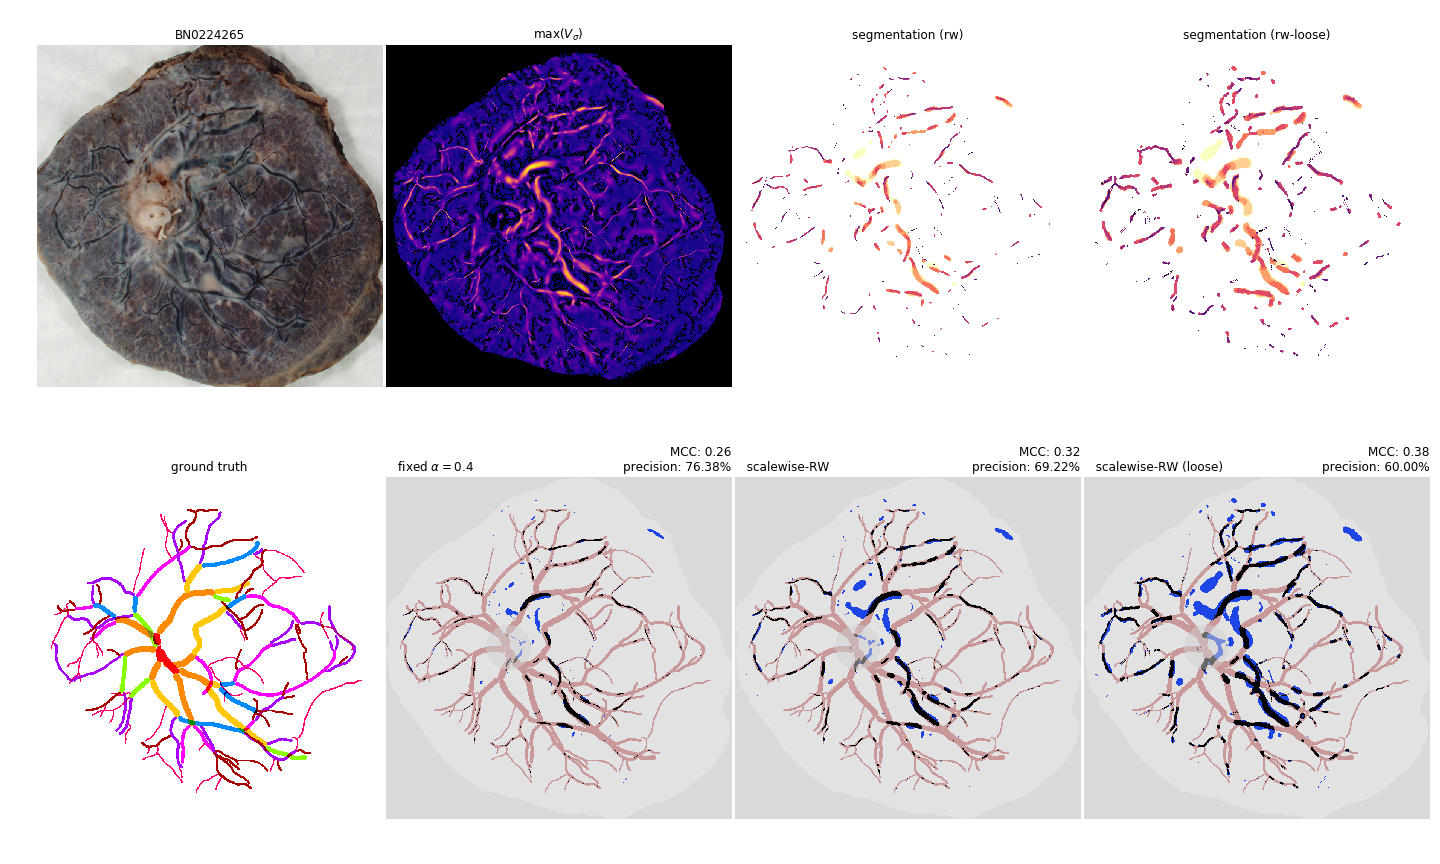 BN0224265
max(V_σ)
segmentation (rw)
segmentation (rw-loose)
ground truth
fixed α = 0.4
MCC: 0.26
precision: 76.38%
scalewise-RW
MCC: 0.32
precision: 69.22%
scalewise-RW (loose)
MCC: 0.38
precision: 60.00%